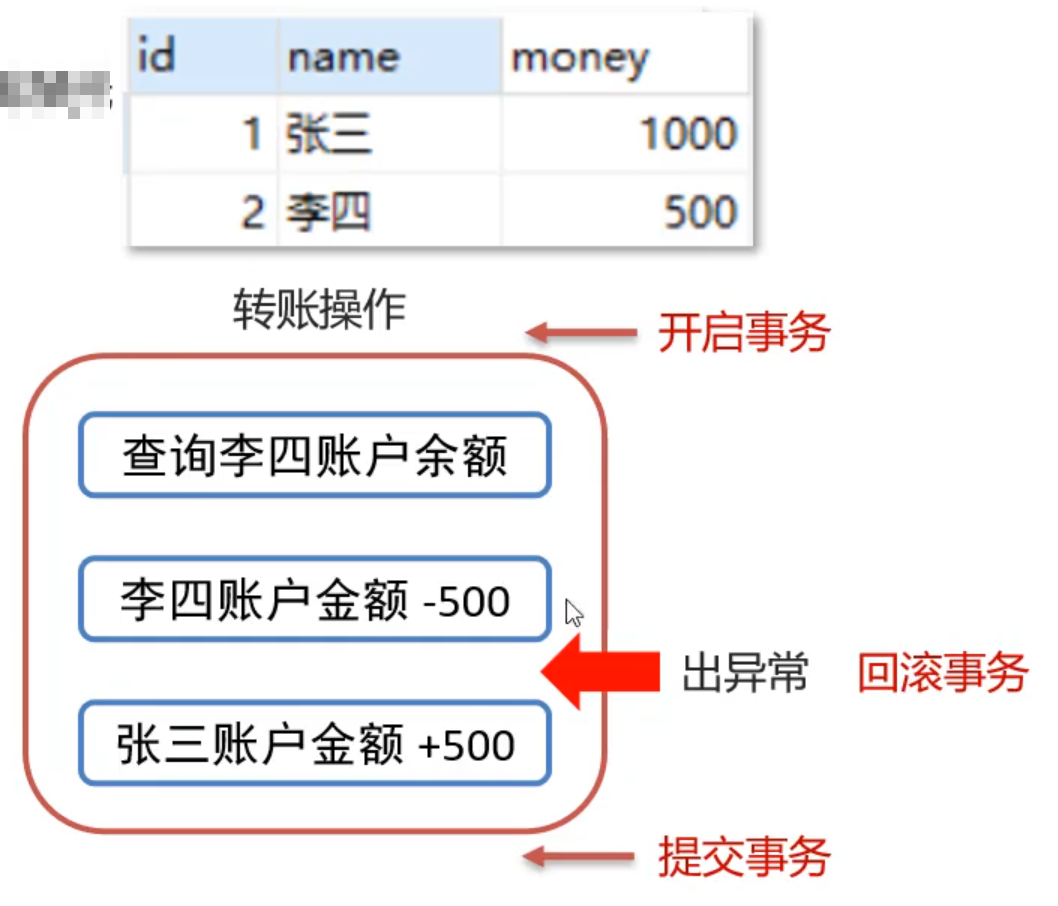 id name money
1 张三 1000
2 李四 500
转账操作
开启事务
查询李四账户余额
李四账户金额 -500
出异常 回滚事务
张三账户金额 +500
提交事务